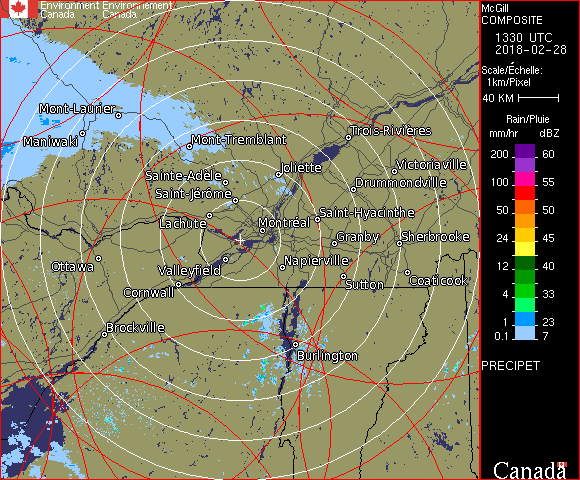 Environment Environnement
Canada Canada
McGill
COMPOSITE
1330 UTC
2018-02-28
Scale/Échelle:
1km/Pixel
40 KM
Rain/Pluie
mm/hr dBZ
200 60
100 55
50 50
24 45
12 40
4 33
1 23
0.1 7
PRECIPET
Canada
Mont-Laurier
Maniwaki
Mont-Tremblant
Trois-Rivières
Sainte-Adèle
Joliette
Victoriaville
Saint-Jérôme
Drummondville
Lachute
Montréal
Saint-Hyacinthe
Granby
Sherbrooke
Ottawa
Valleyfield
Napierville
Cornwall
Sutton
Coaticook
Brockville
Burlington